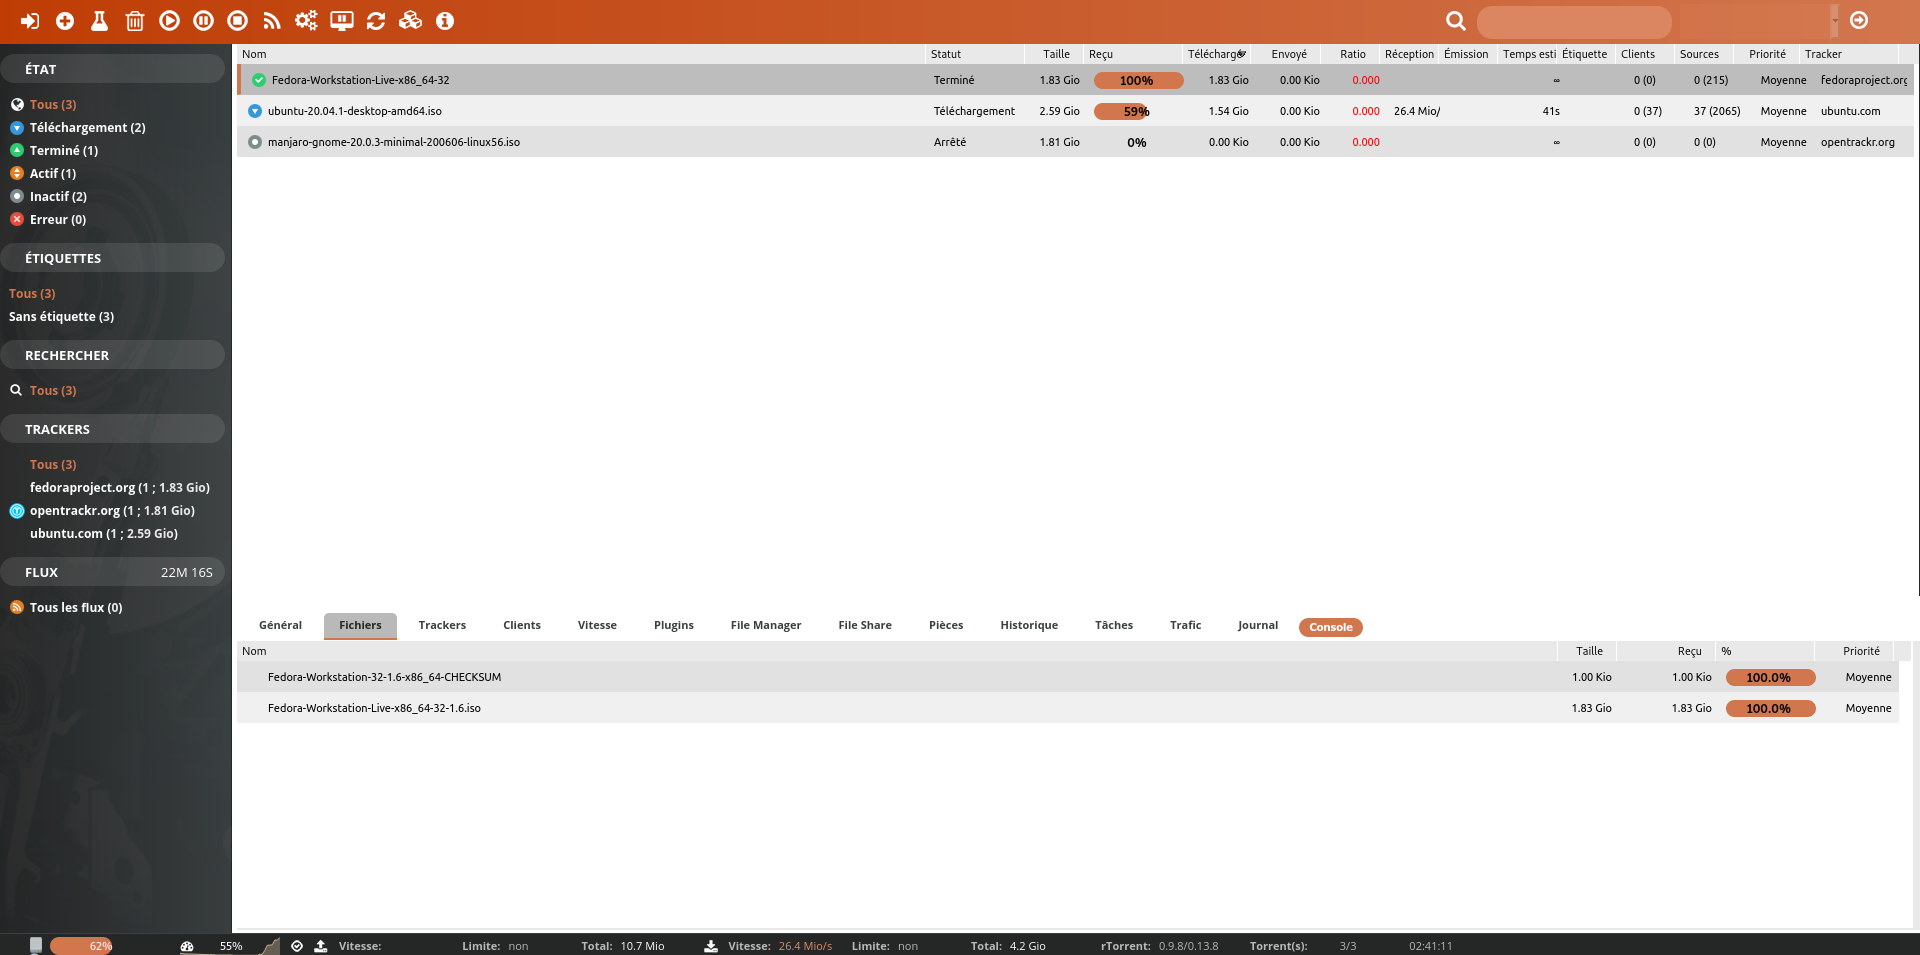 ÉTAT
Tous (3)
Téléchargement (2)
Terminé (1)
Actif (1)
Inactif (2)
Erreur (0)
ÉTIQUETTES
Tous (3)
Sans étiquette (3)
RECHERCHER
Tous (3)
TRACKERS
Tous (3)
fedoraproject.org (1 ; 1.83 Gio)
opentrackr.org (1 ; 1.81 Gio)
ubuntu.com (1 ; 2.59 Gio)
FLUX 22M 16S
Tous les flux (0)
Nom Statut Taille Reçu Téléchargé Envoyé Ratio Réception Émission Temps esti Étiquette Clients Sources Priorité Tracker
Fedora-Workstation-Live-x86_64-32 Terminé 1.83 Gio 100% 1.83 Gio 0.00 Kio 0.000 ∞ 0 (0) 0 (215) Moyenne fedoraproject.org
ubuntu-20.04.1-desktop-amd64.iso Téléchargement 2.59 Gio 59% 1.54 Gio 0.00 Kio 0.000 26.4 Mio/ 41s 0 (37) 37 (2065) Moyenne ubuntu.com
manjaro-gnome-20.0.3-minimal-200606-linux56.iso Arrêté 1.81 Gio 0% 0.00 Kio 0.00 Kio 0.000 ∞ 0 (0) 0 (0) Moyenne opentrackr.org
Général Fichiers Trackers Clients Vitesse Plugins File Manager File Share Pièces Historique Tâches Trafic Journal Console
Nom Taille Reçu % Priorité
Fedora-Workstation-32-1.6-x86_64-CHECKSUM 1.00 Kio 1.00 Kio 100.0% Moyenne
Fedora-Workstation-Live-x86_64-32-1.6.iso 1.83 Gio 1.83 Gio 100.0% Moyenne
62% 55% Vitesse: Limite: non Total: 10.7 Mio Vitesse: 26.4 Mio/s Limite: non Total: 4.2 Gio rTorrent: 0.9.8/0.13.8 Torrent(s): 3/3 02:41:11